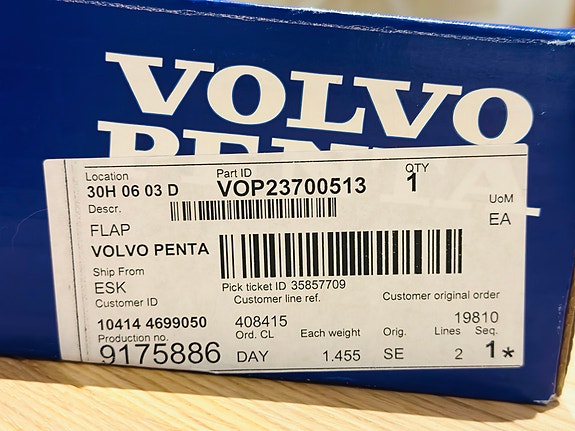 VOLVO
PENTA
Location Part ID QTY
30H 06 03 D VOP23700513 1
Descr. UoM
FLAP EA
VOLVO PENTA
Ship From Pick ticket ID 35857709
ESK
Customer ID Customer line ref. Customer original order
10414 4699050 408415 19810
Production no. Ord. CL Each weight Orig. Lines Seq.
9175886 DAY 1.455 SE 2 1*